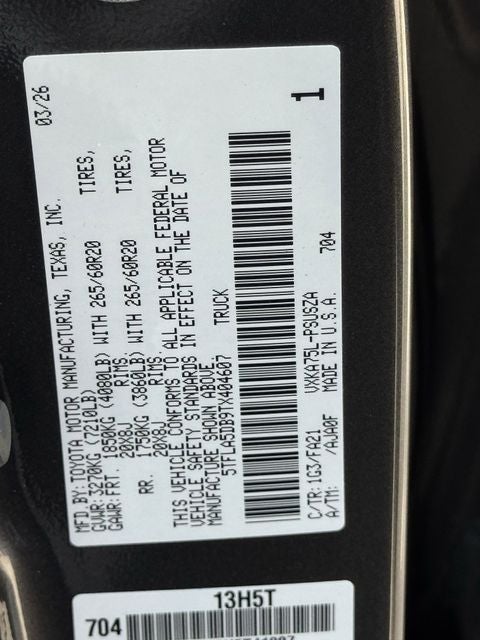 MFD.BY:TOYOTA MOTOR MANUFACTURING, TEXAS, INC. 03/26
GVWR:3270KG (7210LB)
GAWR:FRT. 1850KG (4080LB) WITH 265/60R20 TIRES,
20X8J RIMS,
RR. 1750KG (3860LB) WITH 265/60R20 TIRES,
20X8J RIMS.
THIS VEHICLE CONFORMS TO ALL APPLICABLE FEDERAL MOTOR
VEHICLE SAFETY STANDARDS IN EFFECT ON THE DATE OF
MANUFACTURE SHOWN ABOVE.
5TFLA5DB9TX404607 TRUCK
1
C/TR:1G3/FA21 VXKA75L-PSUSZA
A/TM: /AJA0F MADE IN U.S.A. 704
13H5T
704